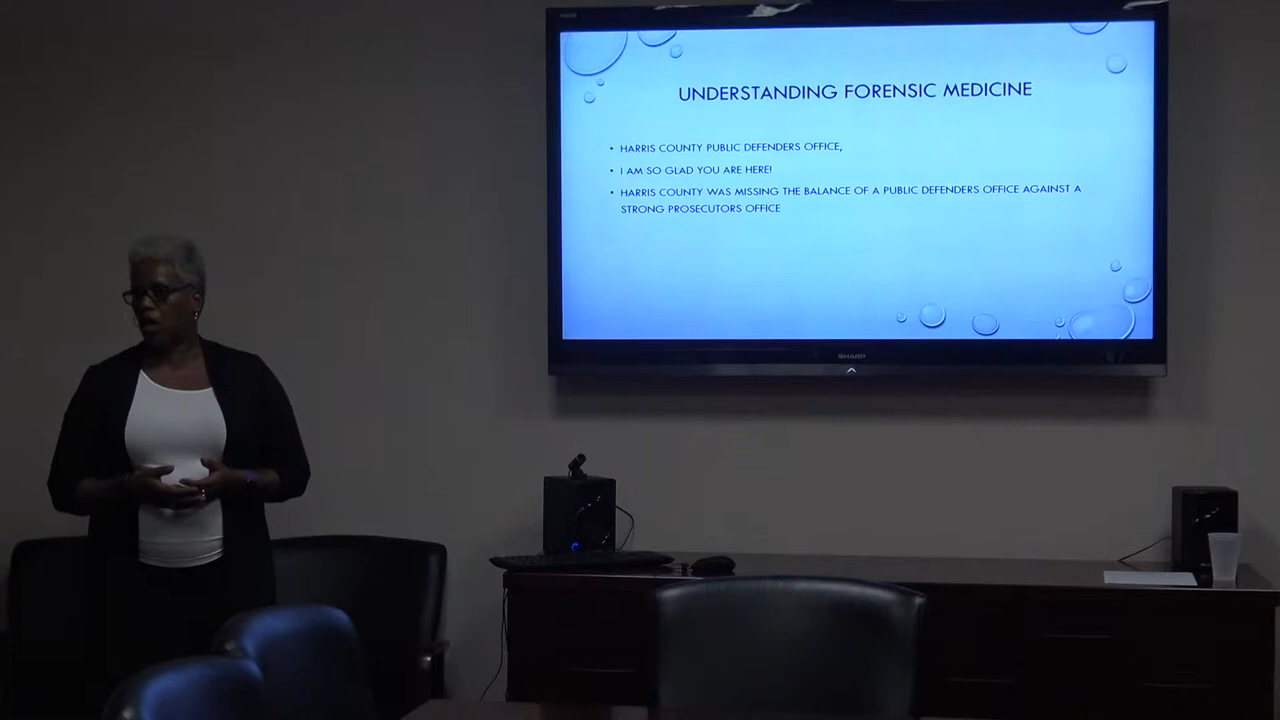 UNDERSTANDING FORENSIC MEDICINE
• HARRIS COUNTY PUBLIC DEFENDERS OFFICE,
• I AM SO GLAD YOU ARE HERE!
• HARRIS COUNTY WAS MISSING THE BALANCE OF A PUBLIC DEFENDERS OFFICE AGAINST A
STRONG PROSECUTORS OFFICE
SHARP